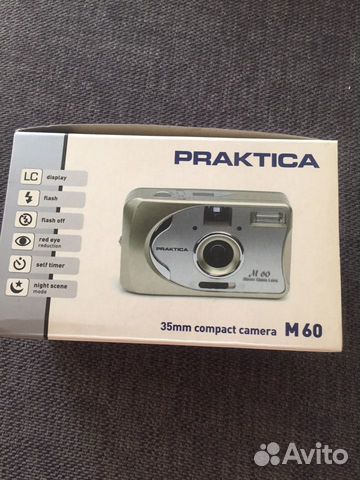 PRAKTICA
LC display
flash
flash off
red eye
reduction
self timer
night scene
mode
PRAKTICA
M 60
35mm compact camera M60
Avito